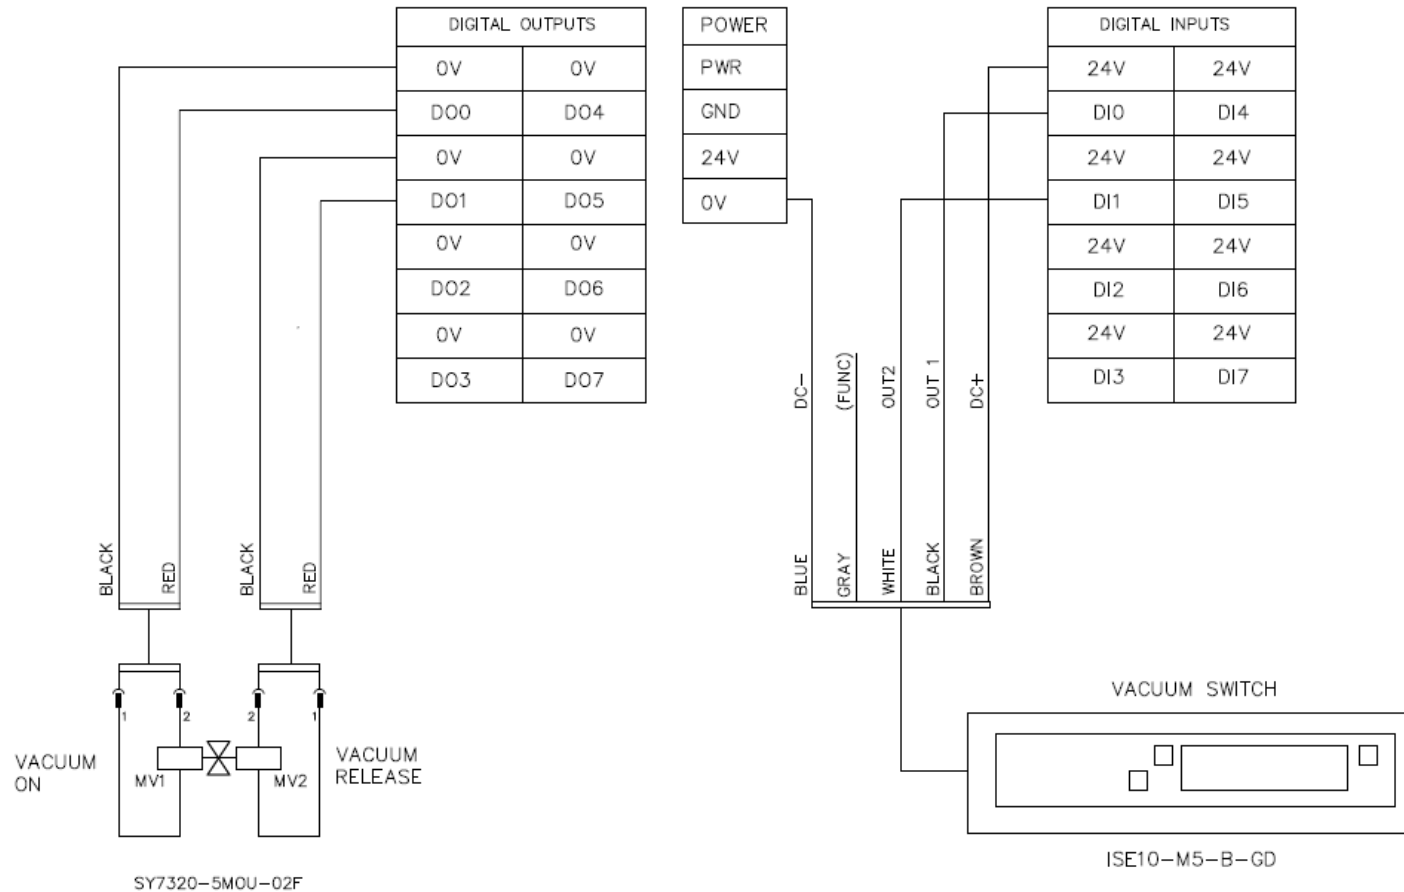 DIGITAL OUTPUTS
0V 0V
DO0 DO4
0V 0V
DO1 DO5
0V 0V
DO2 DO6
0V 0V
DO3 DO7
POWER
PWR
GND
24V
0V
DIGITAL INPUTS
24V 24V
DI0 DI4
24V 24V
DI1 DI5
24V 24V
DI2 DI6
24V 24V
DI3 DI7
BLACK
RED
BLACK
RED
DC-
(FUNC)
OUT2
OUT 1
DC+
BLUE
GRAY
WHITE
BLACK
BROWN
1
2
2
1
VACUUM
ON
MV1
MV2
VACUUM
RELEASE
SY7320-5MOU-02F
VACUUM SWITCH
ISE10-M5-B-GD